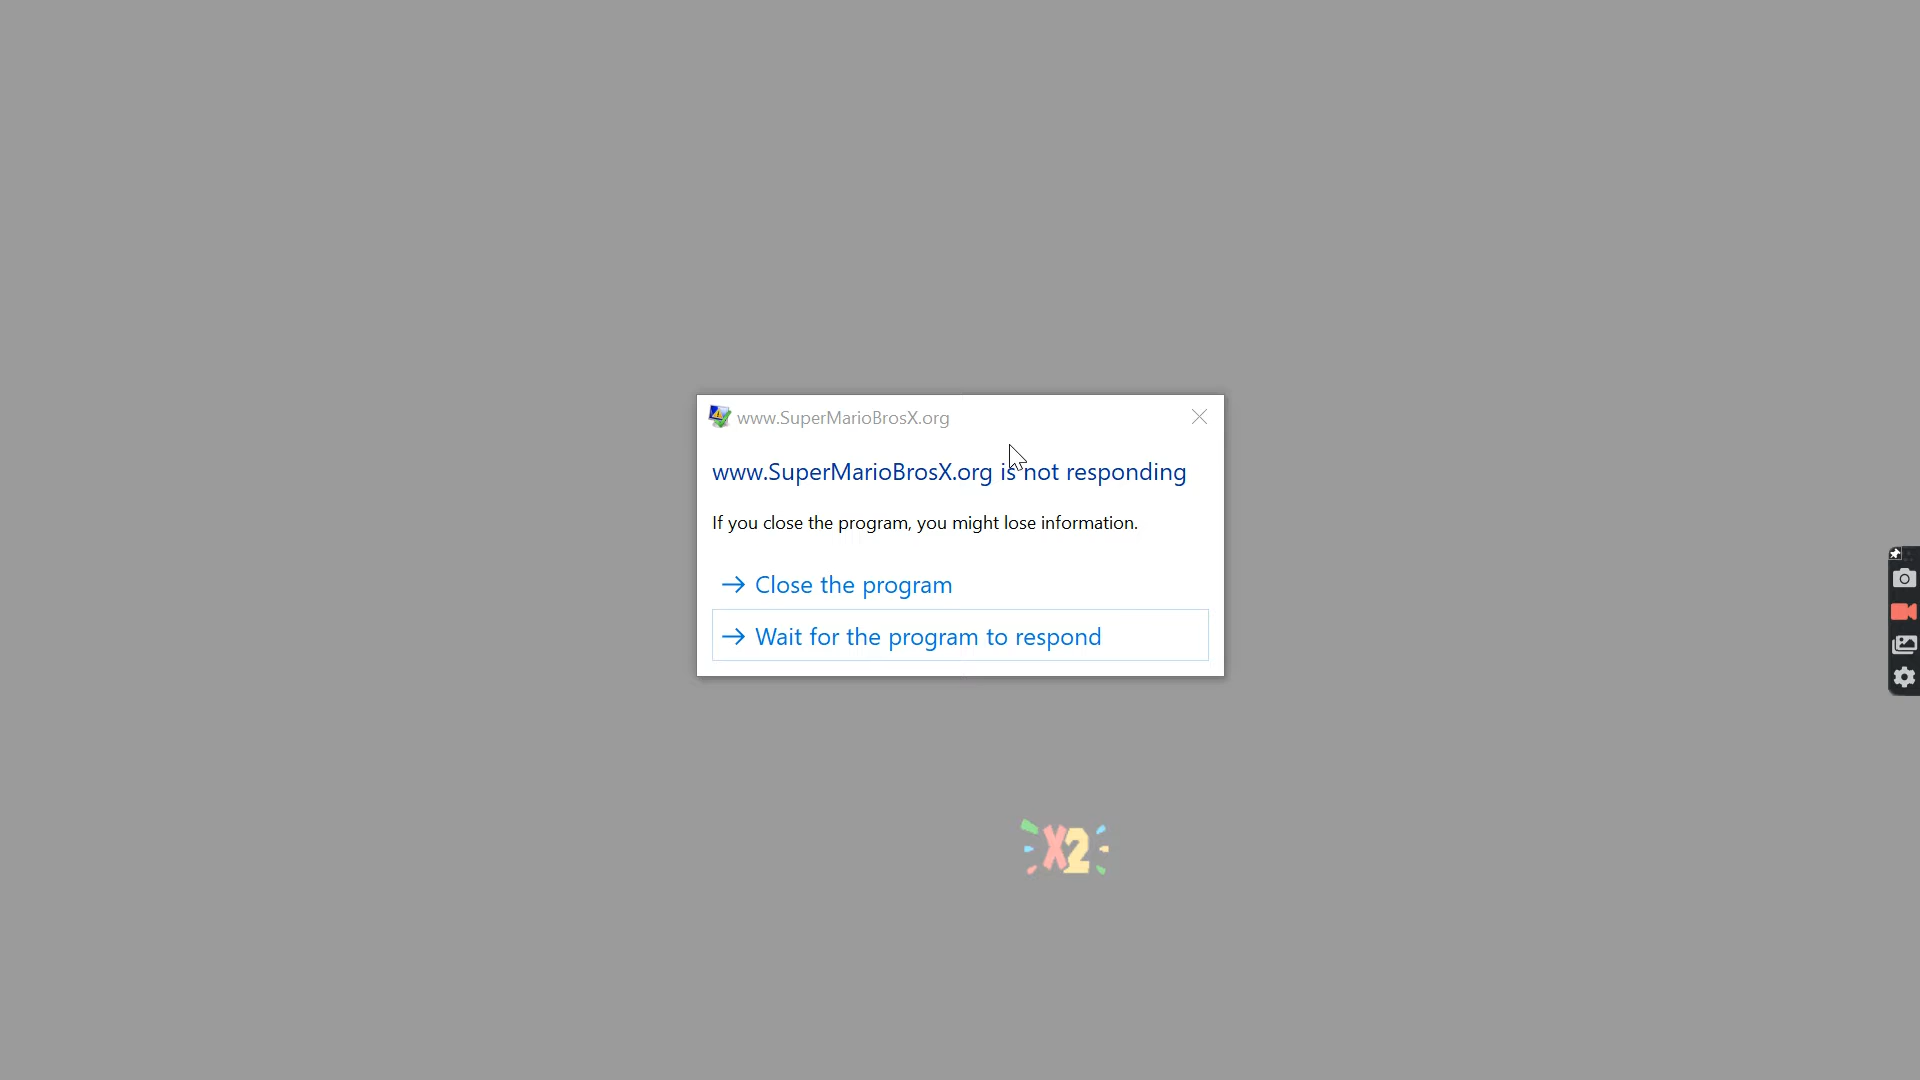 www.SuperMarioBrosX.org
www.SuperMarioBrosX.org is not responding
If you close the program, you might lose information.
Close the program
Wait for the program to respond
X2